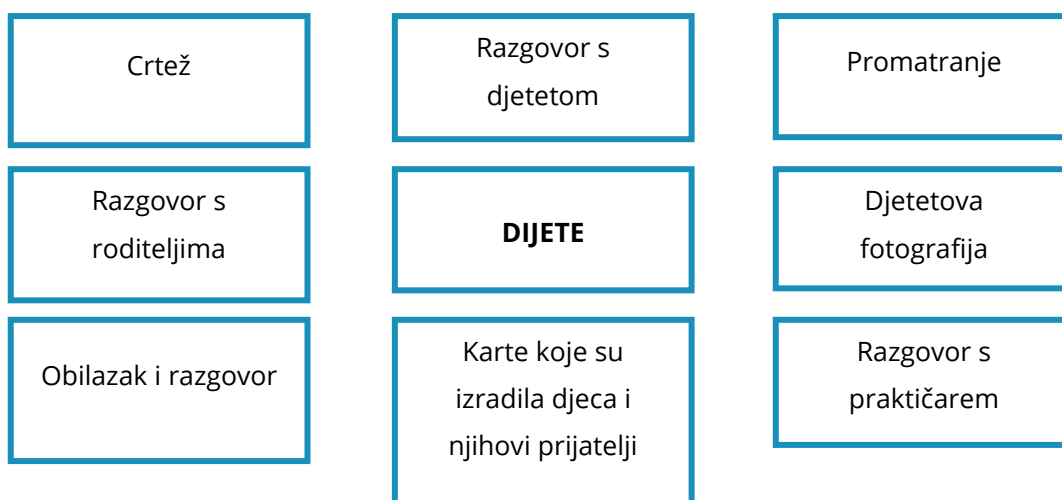 Crtež
Razgovor s
djetetom
Promatranje
Razgovor s
roditeljima
DIJETE
Djetetova
fotografija
Obilazak i razgovor
Karte koje su
izradila djeca i
njihovi prijatelji
Razgovor s
praktičarem